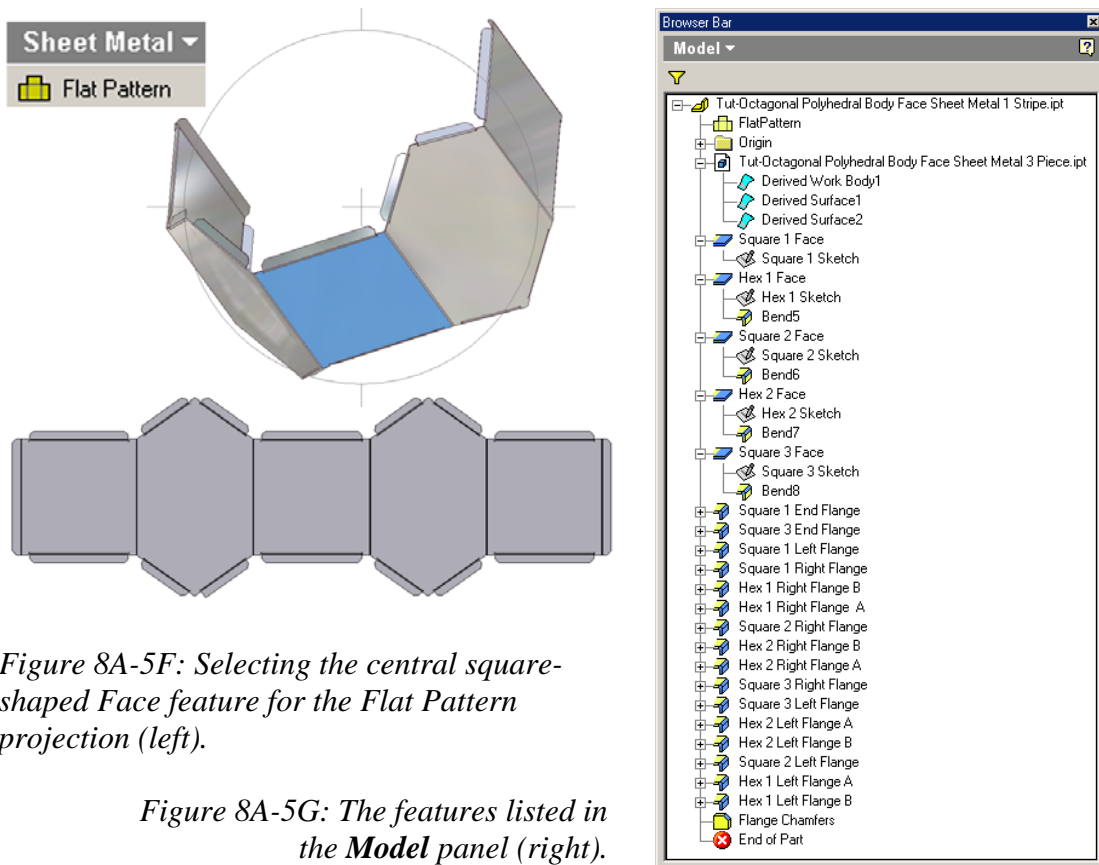 Sheet Metal
Flat Pattern
Figure 8A-5F: Selecting the central square-
shaped Face feature for the Flat Pattern
projection (left).
Figure 8A-5G: The features listed in
the Model panel (right).
Browser Bar
Model
Tut-Octagonal Polyhedral Body Face Sheet Metal 1 Stripe.ipt
FlatPattern
Origin
Tut-Octagonal Polyhedral Body Face Sheet Metal 3 Piece.ipt
Derived Work Body1
Derived Surface1
Derived Surface2
Square 1 Face
Square 1 Sketch
Hex 1 Face
Hex 1 Sketch
Bend5
Square 2 Face
Square 2 Sketch
Bend6
Hex 2 Face
Hex 2 Sketch
Bend7
Square 3 Face
Square 3 Sketch
Bend8
Square 1 End Flange
Square 3 End Flange
Square 1 Left Flange
Square 1 Right Flange
Hex 1 Right Flange B
Hex 1 Right Flange A
Square 2 Right Flange
Hex 2 Right Flange B
Hex 2 Right Flange A
Square 3 Right Flange
Square 3 Left Flange
Hex 2 Left Flange A
Hex 2 Left Flange B
Square 2 Left Flange
Hex 1 Left Flange A
Hex 1 Left Flange B
Flange Chamfers
End of Part